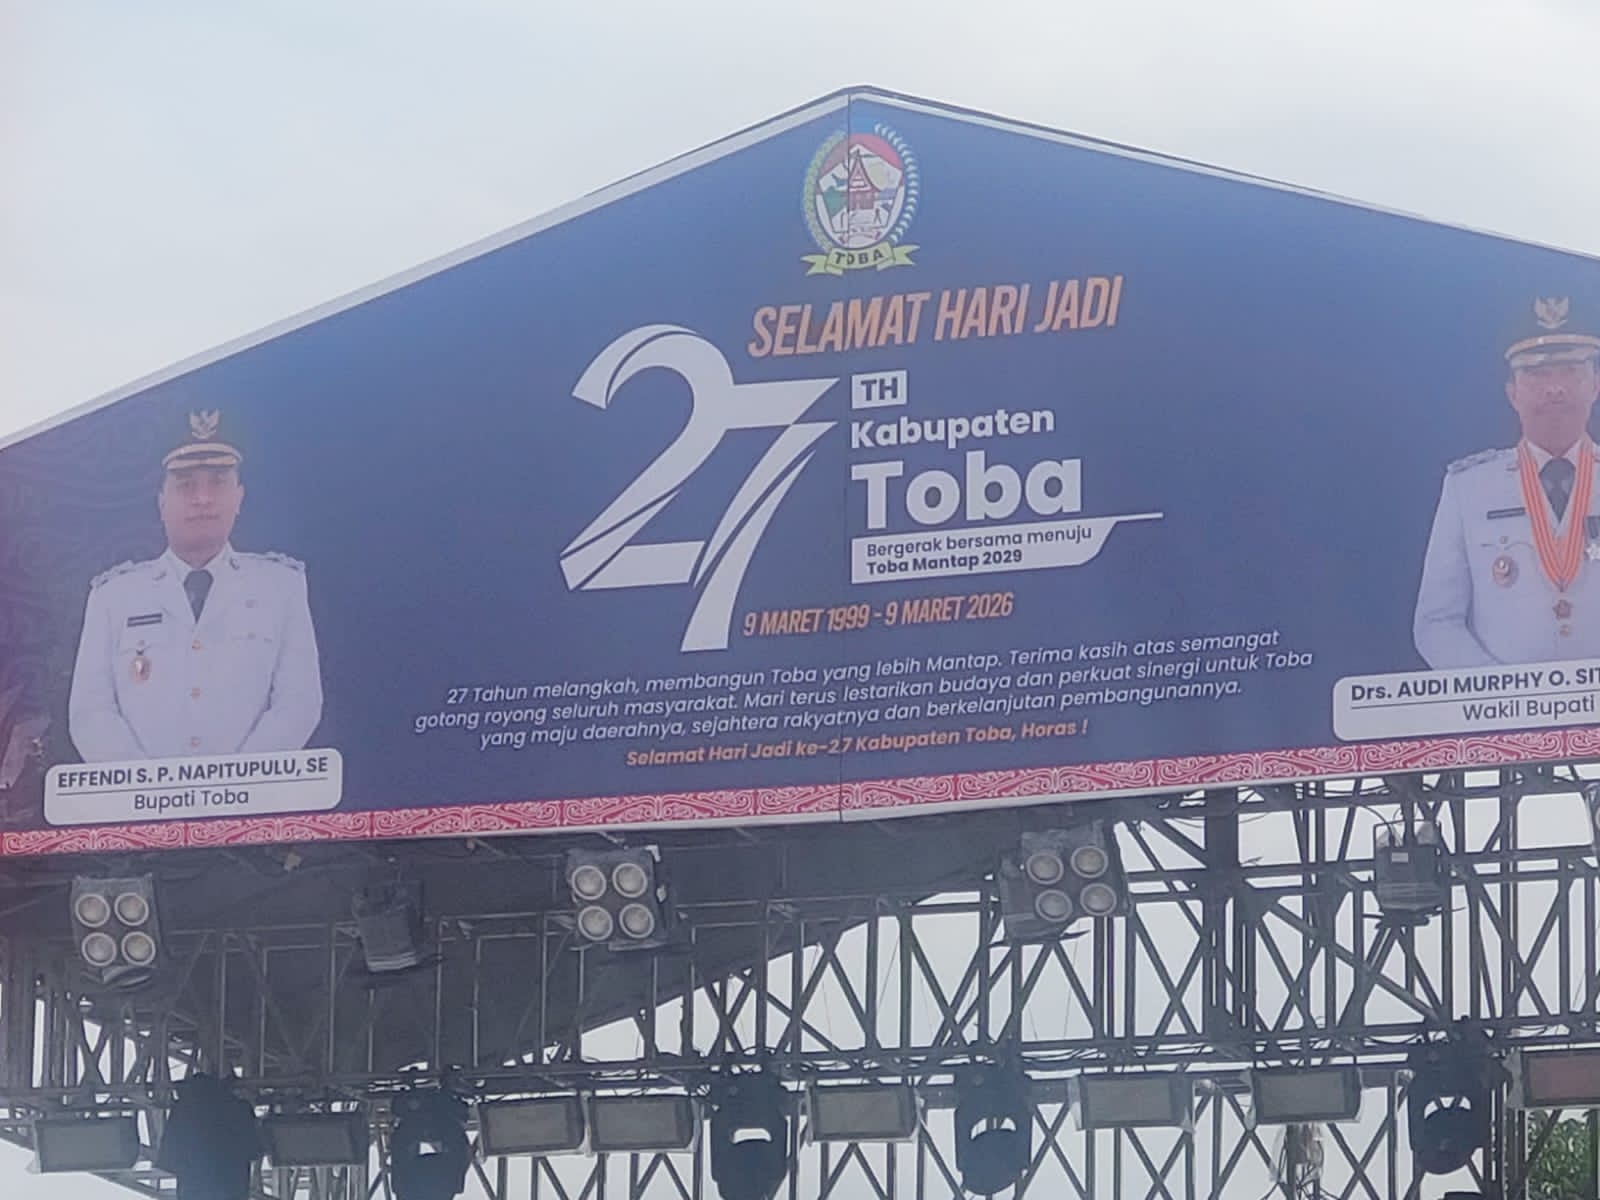 TOBA
SELAMAT HARI JADI
27
TH
Kabupaten
Toba
Bergerak bersama menuju
Toba Mantap 2029
9 MARET 1999 - 9 MARET 2026
27 Tahun melangkah, membangun Toba yang lebih Mantap. Terima kasih atas semangat
gotong royong seluruh masyarakat. Mari terus lestarikan budaya dan perkuat sinergi untuk Toba
yang maju daerahnya, sejahtera rakyatnya dan berkelanjutan pembangunannya.
Selamat Hari Jadi ke-27 Kabupaten Toba, Horas !
EFFENDI S. P. NAPITUPULU, SE
Bupati Toba
Drs. AUDI MURPHY O. SIT
Wakil Bupati